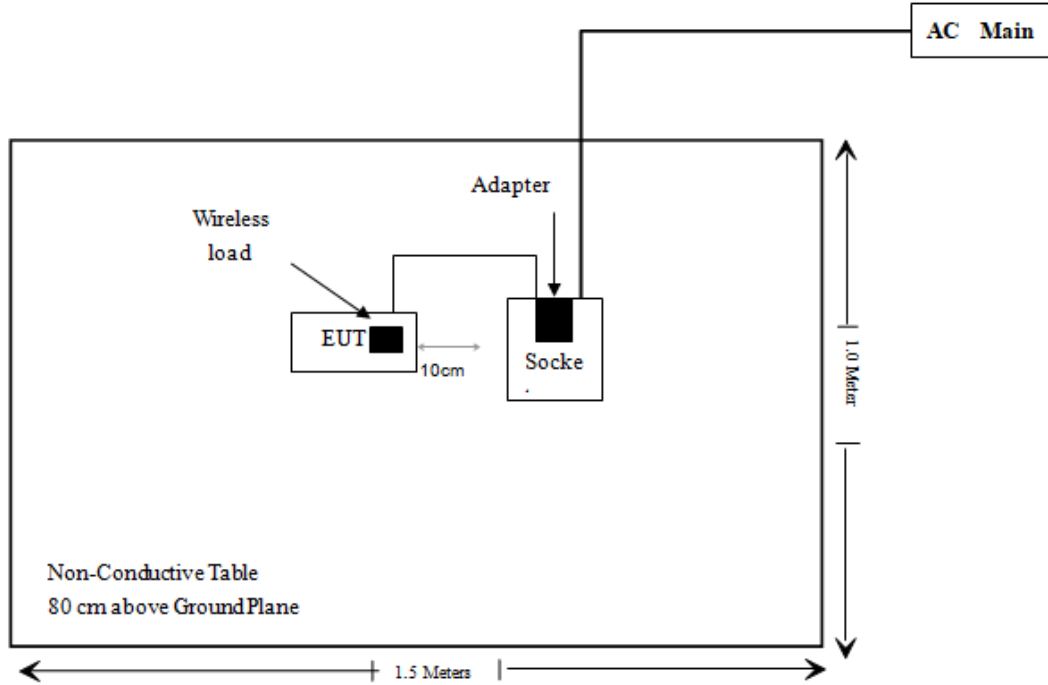 AC Main
Adapter
Wireless
load
EUT
10cm
Socke
1.0 Meter
Non-Conductive Table
80 cm above Ground Plane
1.5 Meters